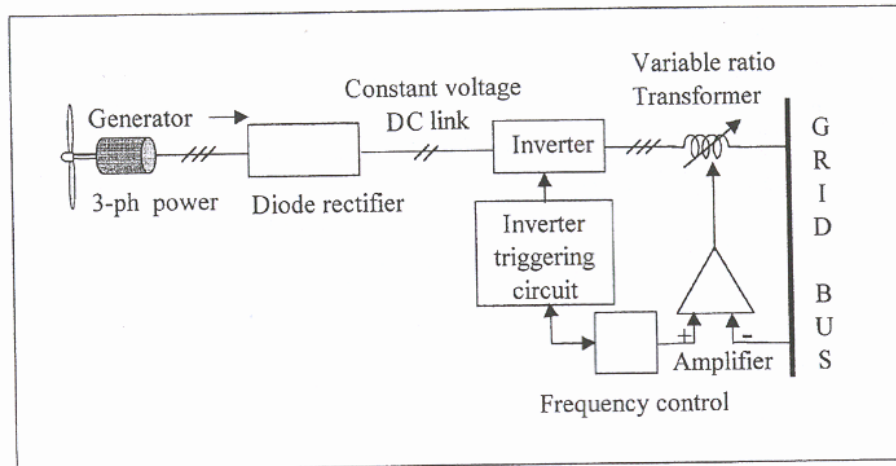 Variable ratio
Transformer
Constant voltage
DC link
Generator
Inverter
3-ph power
Diode rectifier
Inverter
triggering
circuit
+
-
Amplifier
Frequency control
G
R
I
D
B
U
S